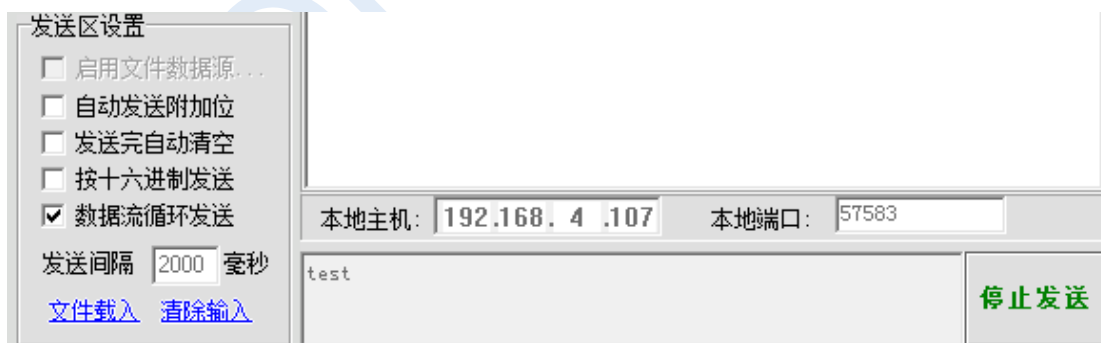 发送区设置
启用文件数据源...
自动发送附加位
发送完自动清空
按十六进制发送
数据流循环发送
发送间隔 2000 毫秒
文件载入 清除输入
本地主机: 192.168. 4 .107 本地端口: 57583
test
停止发送